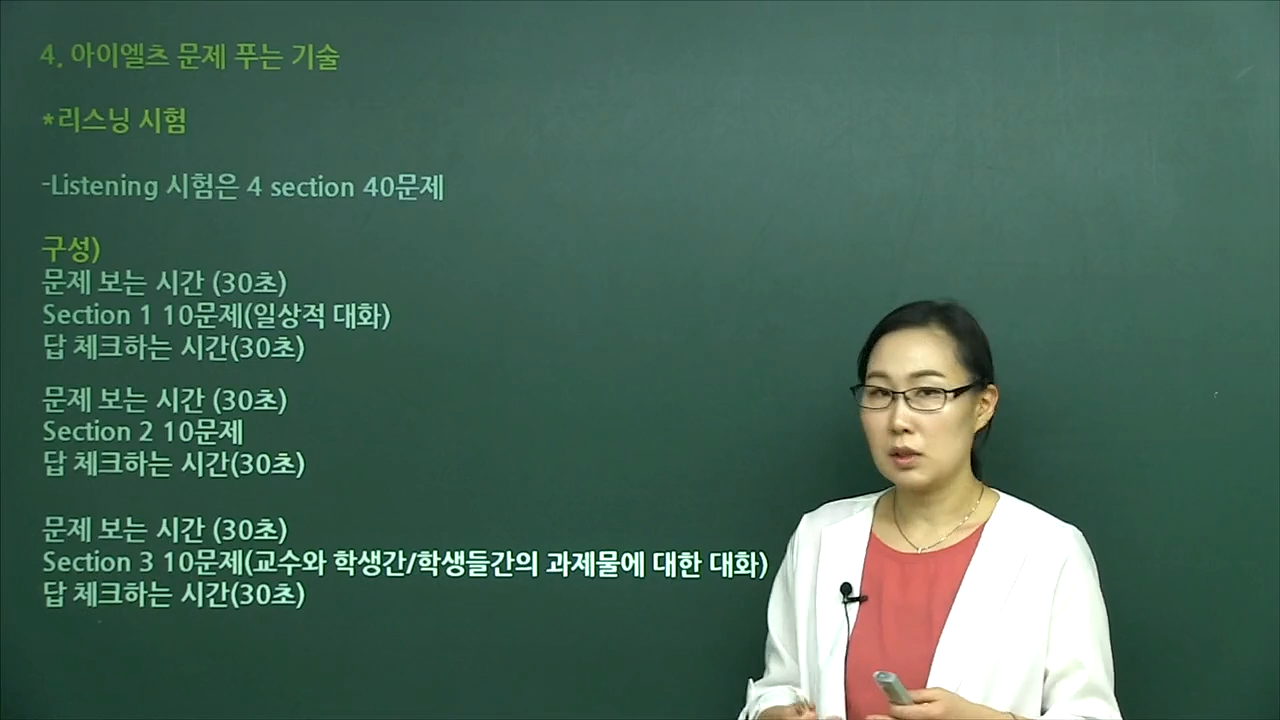 4. 아이엘츠 문제 푸는 기술
*리스닝 시험
-Listening 시험은 4 section 40문제
구성)
문제 보는 시간 (30초)
Section 1 10문제(일상적 대화)
답 체크하는 시간(30초)
문제 보는 시간 (30초)
Section 2 10문제
답 체크하는 시간(30초)
문제 보는 시간 (30초)
Section 3 10문제(교수와 학생간/학생들간의 과제물에 대한 대화)
답 체크하는 시간(30초)